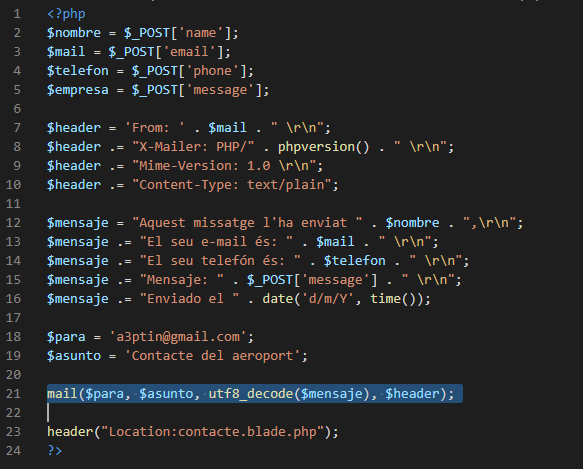 1 <?php
2 $nombre = $_POST['name'];
3 $mail = $_POST['email'];
4 $telefon = $_POST['phone'];
5 $empresa = $_POST['message'];
6
7 $header = 'From: ' . $mail . " \r\n";
8 $header .= "X-Mailer: PHP/" . phpversion() . " \r\n";
9 $header .= "Mime-Version: 1.0 \r\n";
10 $header .= "Content-Type: text/plain";
11
12 $mensaje = "Aquest missatge l'ha enviat " . $nombre . ",\r\n";
13 $mensaje .= "El seu e-mail és: " . $mail . " \r\n";
14 $mensaje .= "El seu telefón és: " . $telefon . " \r\n";
15 $mensaje .= "Mensaje: " . $_POST['message'] . " \r\n";
16 $mensaje .= "Enviado el " . date('d/m/Y', time());
17
18 $para = 'a3ptin@gmail.com';
19 $asunto = 'Contacte del aeroport';
20
21 mail($para, $asunto, utf8_decode($mensaje), $header);
22
23 header("Location:contacte.blade.php");
24 ?>